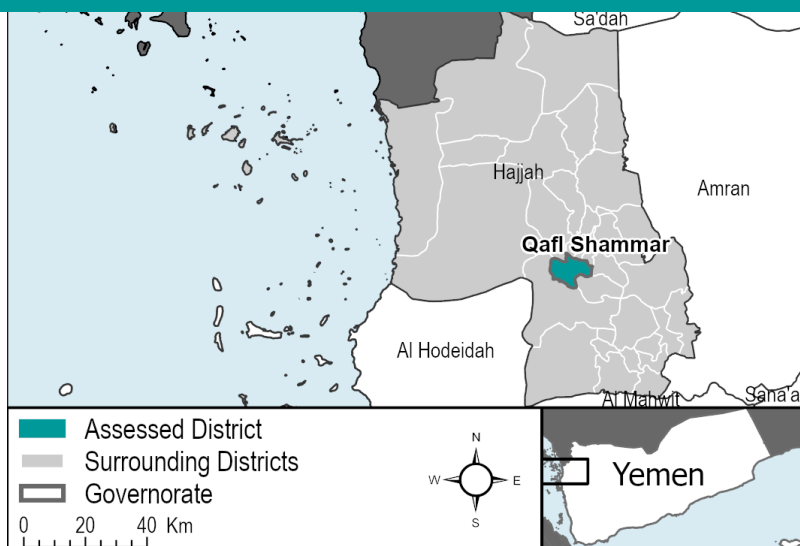 Sa'dah
Hajjah
Amran
Qafl Shammar
Al Hodeidah
Al Mahwit
Sana'a
Assessed District
Surrounding Districts
Governorate
0 20 40 Km
N
W E
S
Yemen